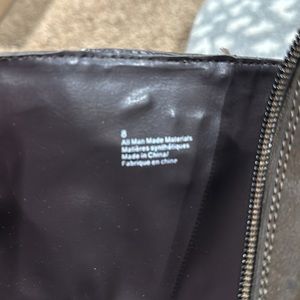 8
All Man Made Materials
Matières synthétiques
Made in China/
Fabriqué en chine